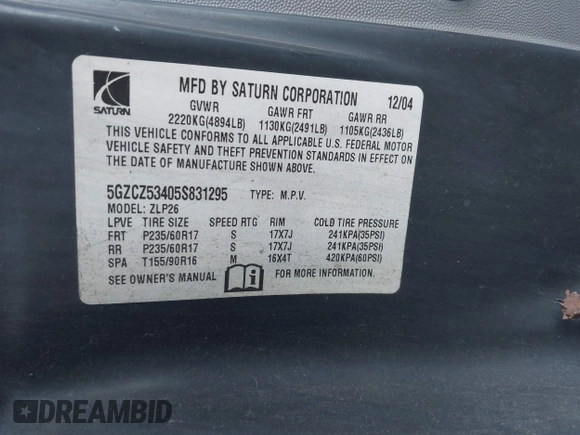 SATURN
MFD BY SATURN CORPORATION 12/04
GVWR GAWR FRT GAWR RR
2220KG(4894LB) 1130KG(2491LB) 1105KG(2436LB)
THIS VEHICLE CONFORMS TO ALL APPLICABLE U.S. FEDERAL MOTOR
VEHICLE SAFETY AND THEFT PREVENTION STANDARDS IN EFFECT ON
THE DATE OF MANUFACTURE SHOWN ABOVE.
5GZCZ53405S831295 TYPE: M.P.V.
MODEL: ZLP26
LPVE TIRE SIZE SPEED RTG RIM COLD TIRE PRESSURE
FRT P235/60R17 S 17X7J 241KPA(35PSI)
RR P235/60R17 S 17X7J 241KPA(35PSI)
SPA T155/90R16 M 16X4T 420KPA(60PSI)
SEE OWNER'S MANUAL FOR MORE INFORMATION.
DREAMBID